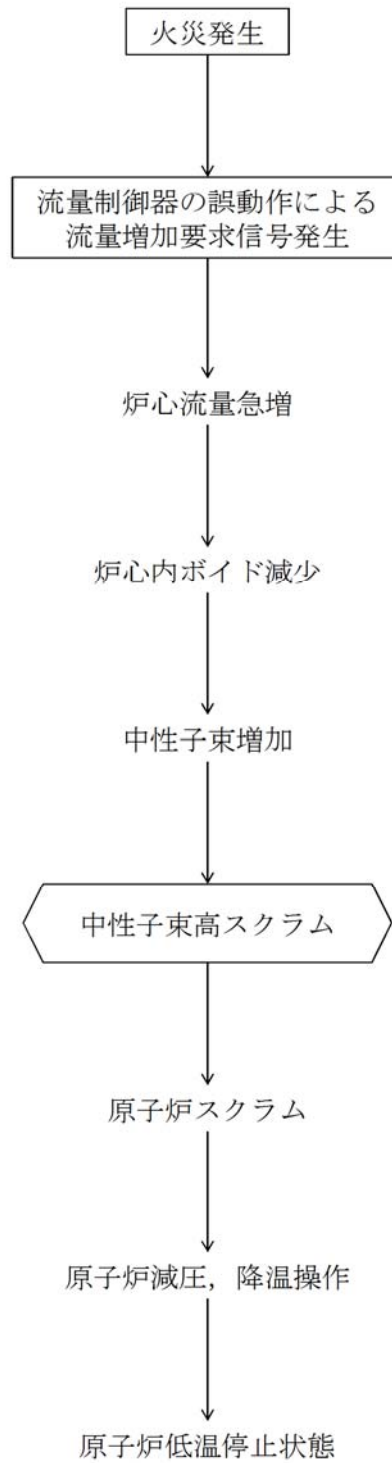 火災発生
流量制御器の誤動作による
流量増加要求信号発生
炉心流量急増
炉心内ボイド減少
中性子束増加
中性子束高スクラム
原子炉スクラム
原子炉減圧，降温操作
原子炉低温停止状態